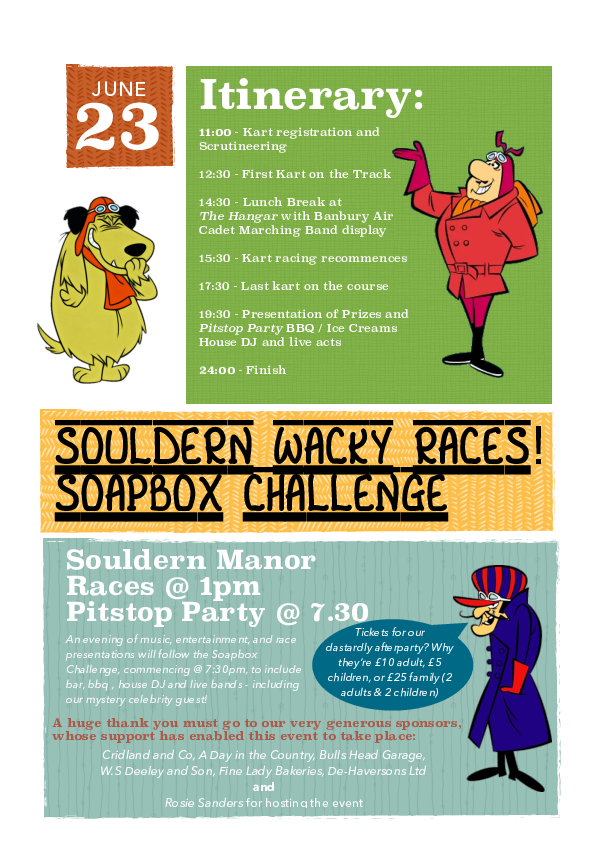 JUNE
23
Itinerary:
11:00 - Kart registration and
Scrutineering
12:30 - First Kart on the Track
14:30 - Lunch Break at
The Hangar with Banbury Air
Cadet Marching Band display
15:30 - Kart racing recommences
17:30 - Last kart on the course
19:30 - Presentation of Prizes and
Pitstop Party BBQ / Ice Creams
House DJ and live acts
24:00 - Finish
SOULDERN WACKY RACES!
SOAPBOX CHALLENGE
Souldern Manor
Races @ 1pm
Pitstop Party @ 7.30
An evening of music, entertainment, and race
presentations will follow the Soapbox
Challenge, commencing @ 7:30pm, to include
bar, bbq , house DJ and live bands - including
our mystery celebrity guest!
Tickets for our
dastardly afterparty? Why
they're £10 adult, £5
children, or £25 family (2
adults & 2 children)
A huge thank you must go to our very generous sponsors,
whose support has enabled this event to take place:
Cridland and Co, A Day in the Country, Bulls Head Garage,
W.S Deeley and Son, Fine Lady Bakeries, De-Haversons Ltd
and
Rosie Sanders for hosting the event